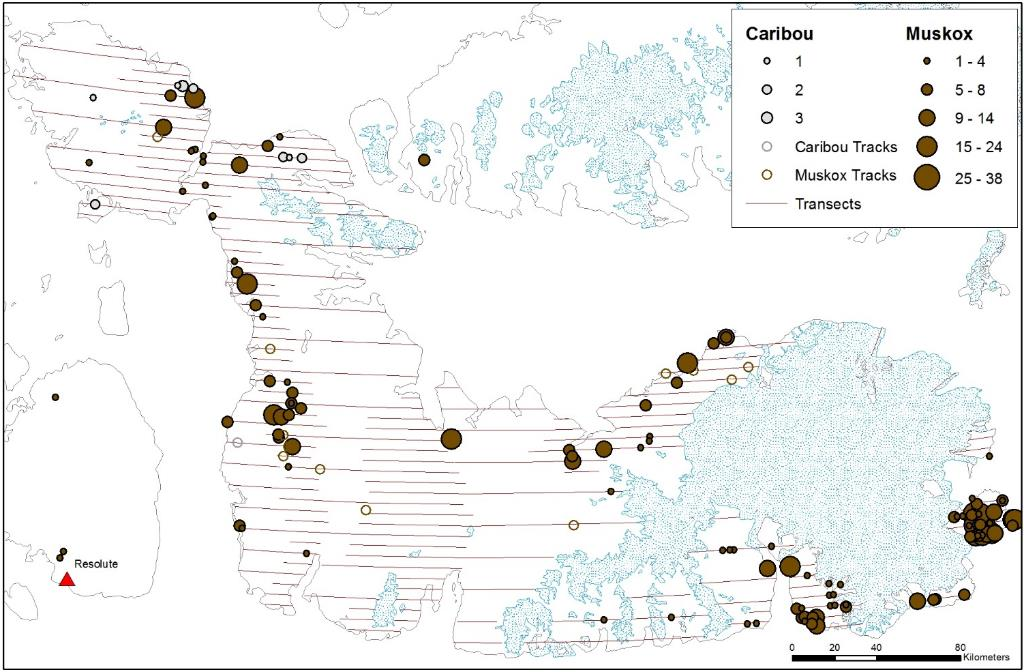 Caribou Muskox
1 1 - 4
2 5 - 8
3 9 - 14
Caribou Tracks 15 - 24
Muskox Tracks 25 - 38
Transects
Resolute
0 20 40 80
Kilometers